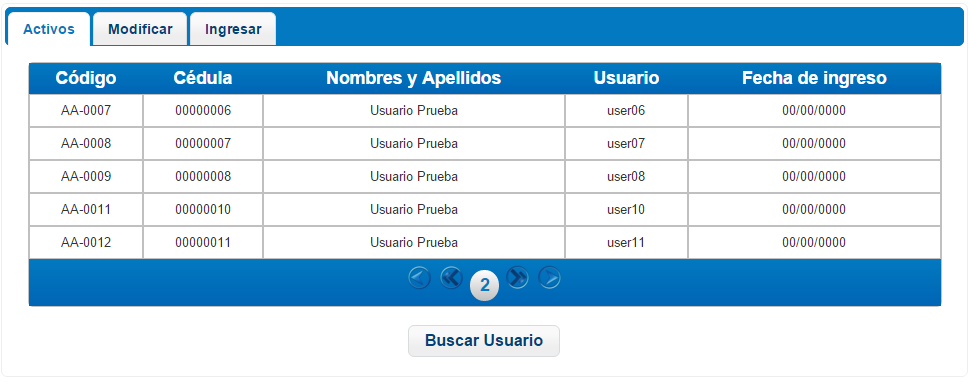 Activos Modificar Ingresar
Código Cédula Nombres y Apellidos Usuario Fecha de ingreso
AA-0007 00000006 Usuario Prueba user06 00/00/0000
AA-0008 00000007 Usuario Prueba user07 00/00/0000
AA-0009 00000008 Usuario Prueba user08 00/00/0000
AA-0011 00000010 Usuario Prueba user10 00/00/0000
AA-0012 00000011 Usuario Prueba user11 00/00/0000
2
Buscar Usuario